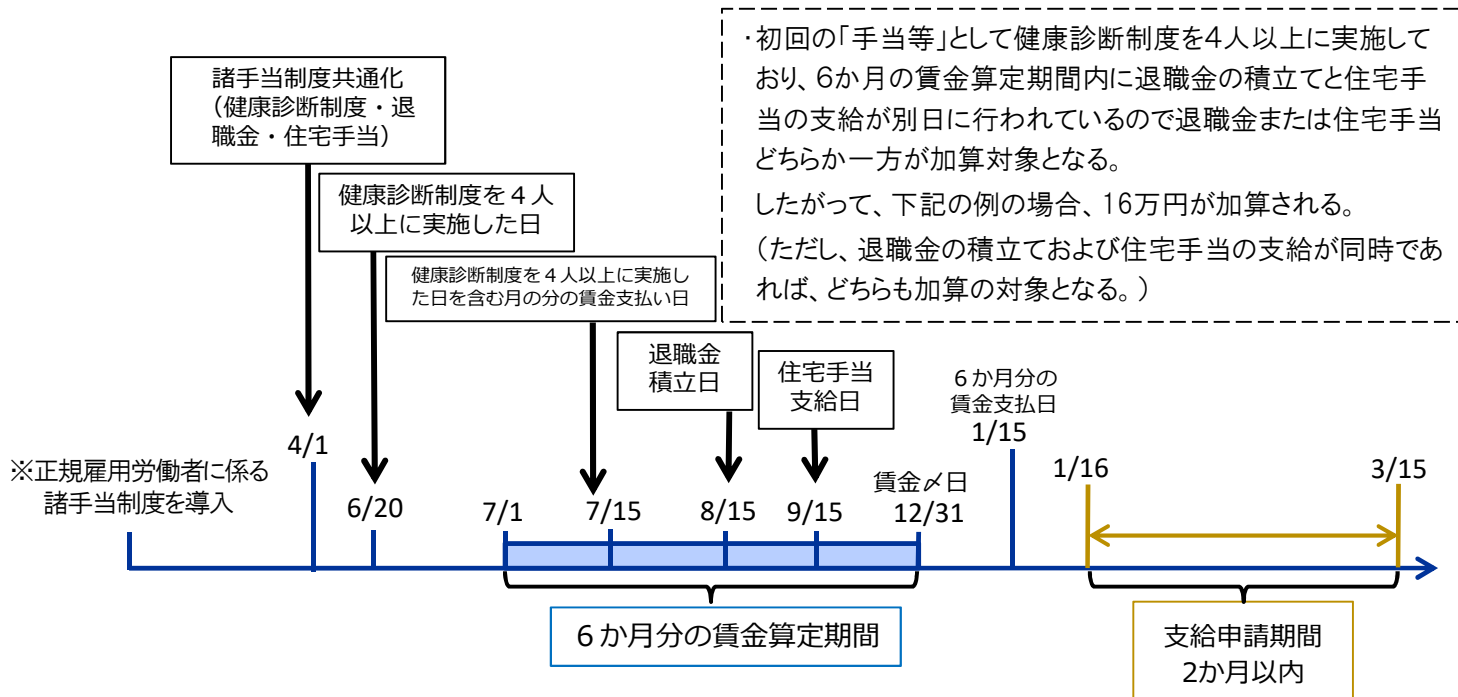 ・初回の「手当等」として健康診断制度を4人以上に実施して
おり、6か月の賃金算定期間内に退職金の積立てと住宅手
当の支給が別日に行われているので退職金または住宅手当
どちらか一方が加算対象となる。
したがって、下記の例の場合、16万円が加算される。
(ただし、退職金の積立ておよび住宅手当の支給が同時であ
れば、どちらも加算の対象となる。)
諸手当制度共通化
(健康診断制度・退
職金・住宅手当)
健康診断制度を4人
以上に実施した日
健康診断制度を4人以上に実施し
た日を含む月の分の賃金支払い日
退職金
積立日
住宅手当
支給日
6か月分の
賃金支払日
1/15
※正規雇用労働者に係る
諸手当制度を導入
4/1
6/20
7/1
7/15
8/15
9/15
賃金〆日
12/31
1/16
3/15
6か月分の賃金算定期間
支給申請期間
2か月以内